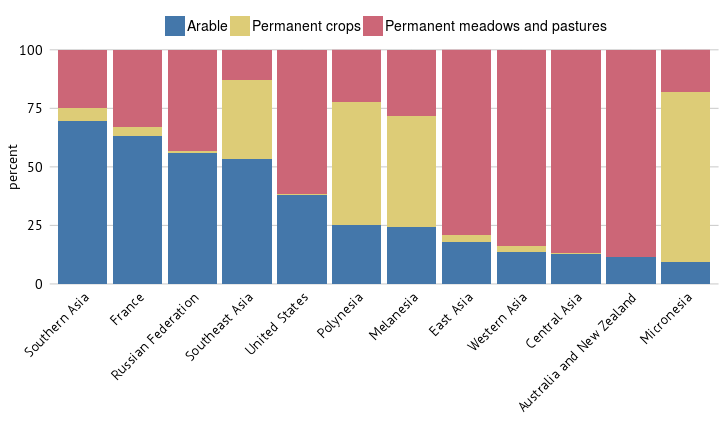 Arable Permanent crops Permanent meadows and pastures
100
75
50
25
0
percent
Southern Asia
France
Russian Federation
Southeast Asia
United States
Polynesia
Melanesia
East Asia
Western Asia
Central Asia
Australia and New Zealand
Micronesia